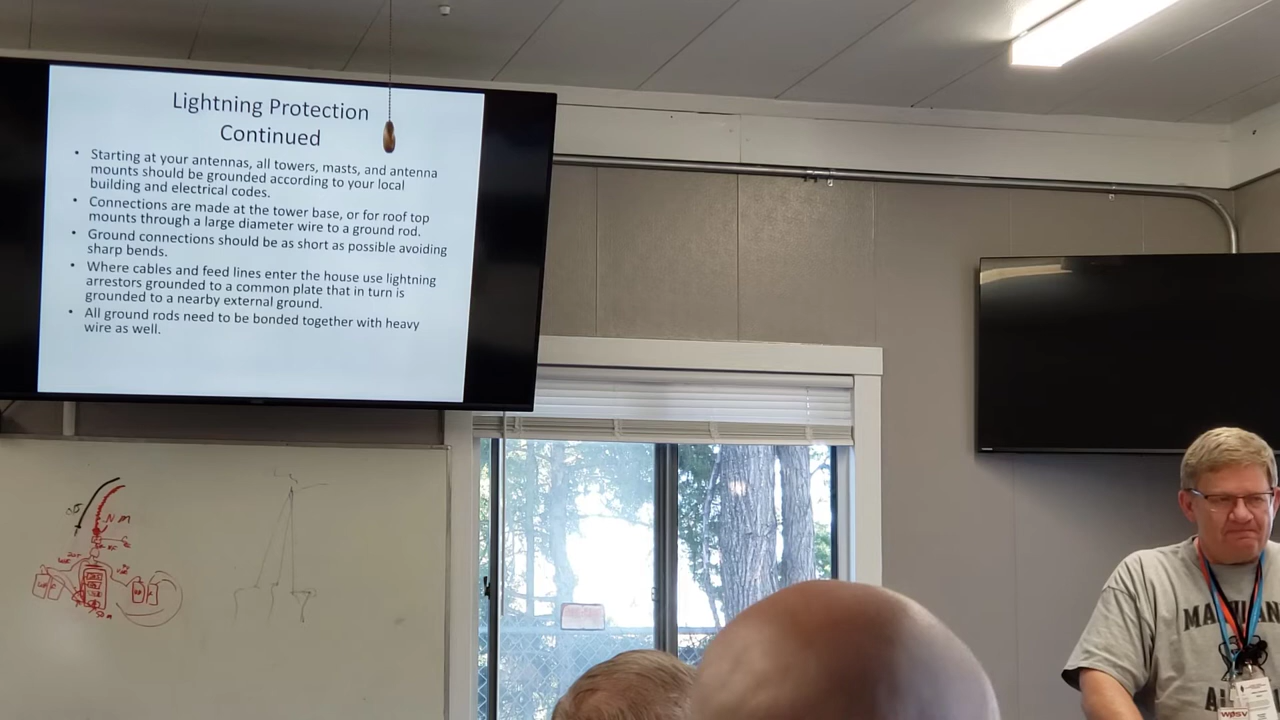 Lightning Protection
Continued
• Starting at your antennas, all towers, masts, and antenna
mounts should be grounded according to your local
building and electrical codes.
• Connections are made at the tower base, or for roof top
mounts through a large diameter wire to a ground rod.
• Ground connections should be as short as possible avoiding
sharp bends.
• Where cables and feed lines enter the house use lightning
arrestors grounded to a common plate that in turn is
grounded to a nearby external ground.
• All ground rods need to be bonded together with heavy
wire as well.